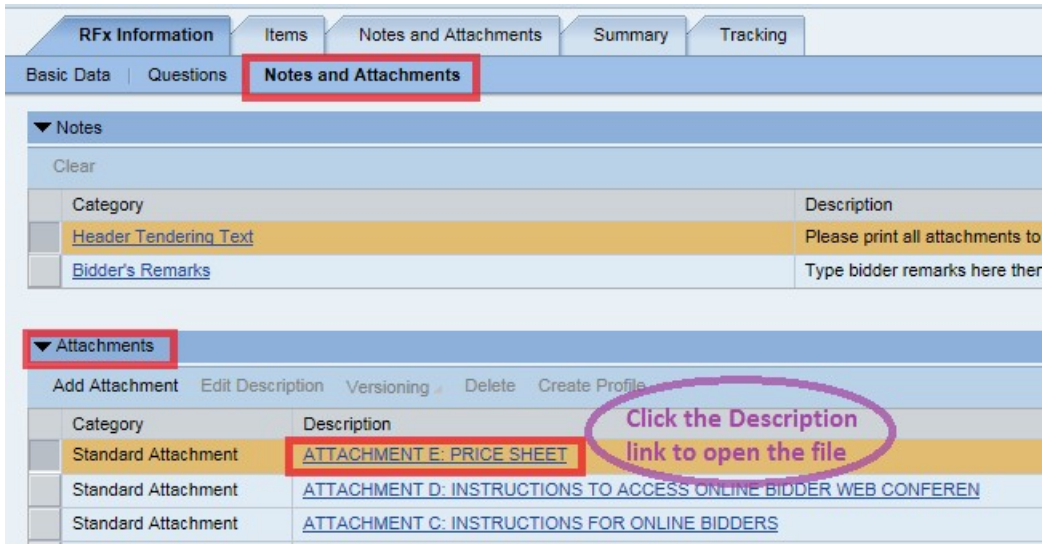 RFx Information Items Notes and Attachments Summary Tracking
Basic Data | Questions Notes and Attachments
Notes
Clear
Category Description
Header Tendering Text Please print all attachments to
Bidder's Remarks Type bidder remarks here then
Attachments
Add Attachment Edit Description Versioning Delete Create Profile
Category Description
Standard Attachment ATTACHMENT E: PRICE SHEET
Click the Description
link to open the file
Standard Attachment ATTACHMENT D: INSTRUCTIONS TO ACCESS ONLINE BIDDER WEB CONFEREN
Standard Attachment ATTACHMENT C: INSTRUCTIONS FOR ONLINE BIDDERS